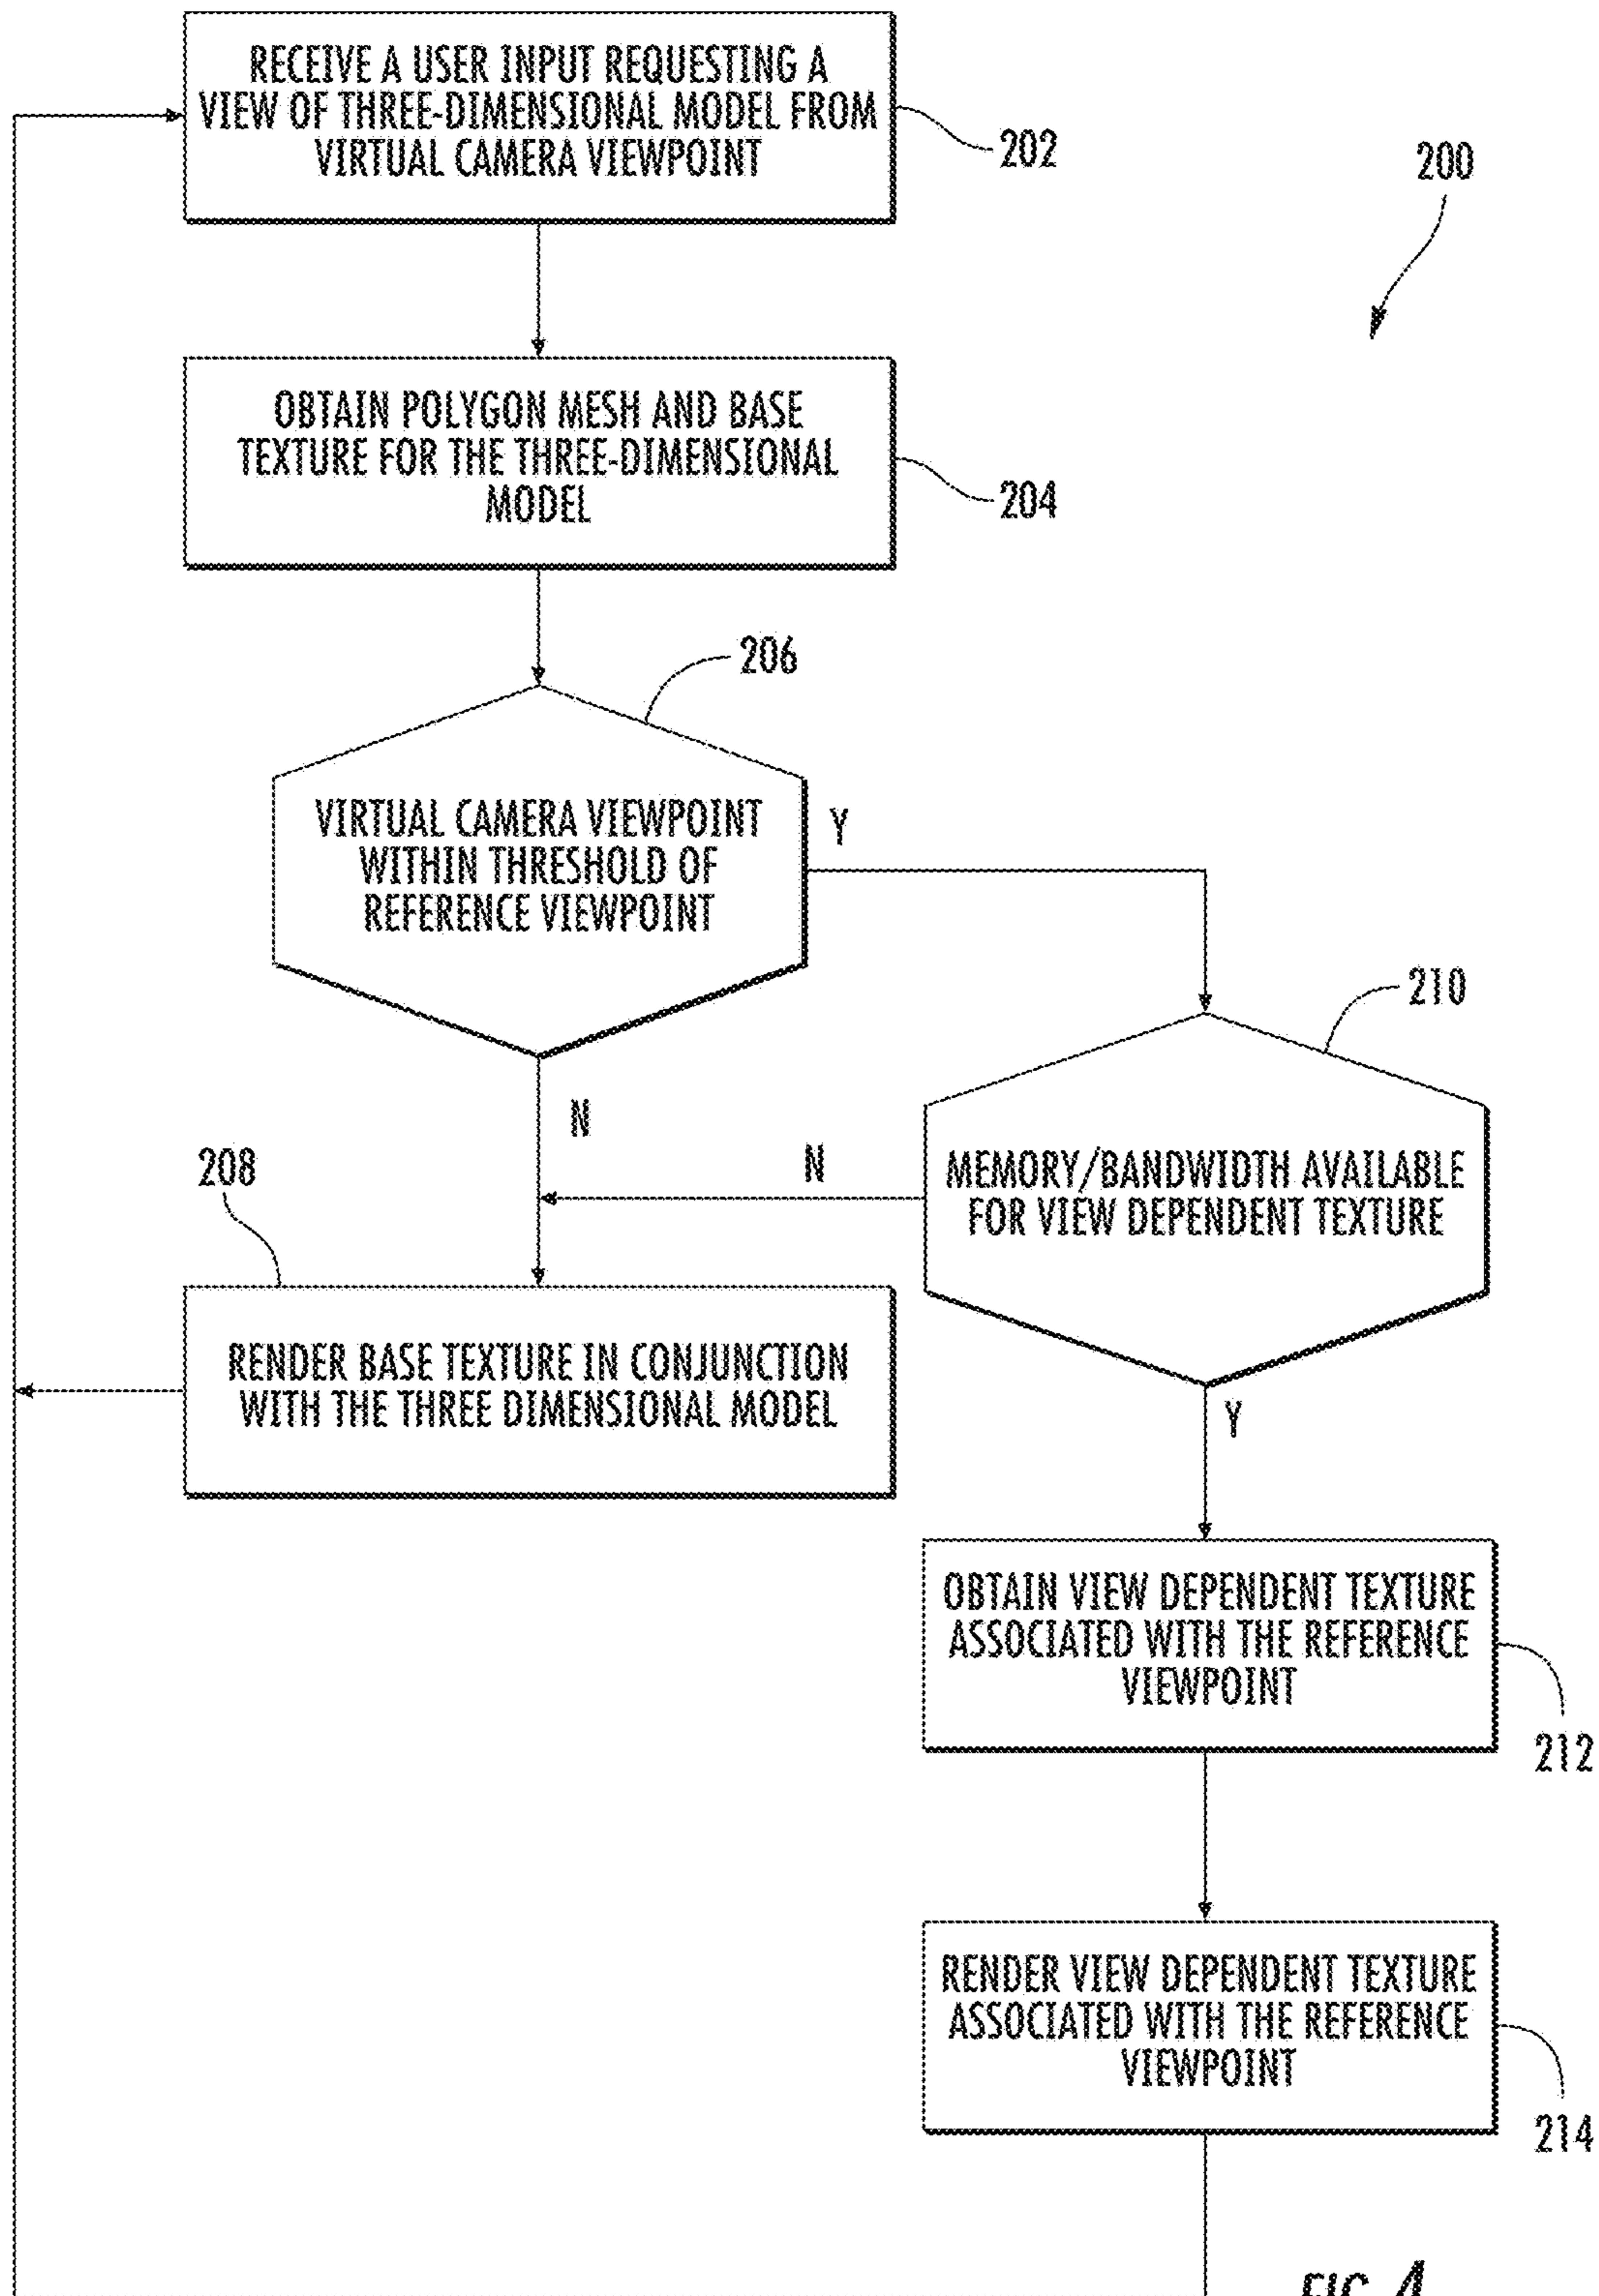 RECEIVE A USER INPUT REQUESTING A
VIEW OF THREE-DIMENSIONAL MODEL FROM
VIRTUAL CAMERA VIEWPOINT
202
200
OBTAIN POLYGON MESH AND BASE
TEXTURE FOR THE THREE-DIMENSIONAL
MODEL
204
206
VIRTUAL CAMERA VIEWPOINT
WITHIN THRESHOLD OF
REFERENCE VIEWPOINT
Y
N
210
MEMORY/BANDWIDTH AVAILABLE
FOR VIEW DEPENDENT TEXTURE
N
Y
208
RENDER BASE TEXTURE IN CONJUNCTION
WITH THE THREE DIMENSIONAL MODEL
OBTAIN VIEW DEPENDENT TEXTURE
ASSOCIATED WITH THE REFERENCE
VIEWPOINT
212
RENDER VIEW DEPENDENT TEXTURE
ASSOCIATED WITH THE REFERENCE
VIEWPOINT
214
FIG. 4